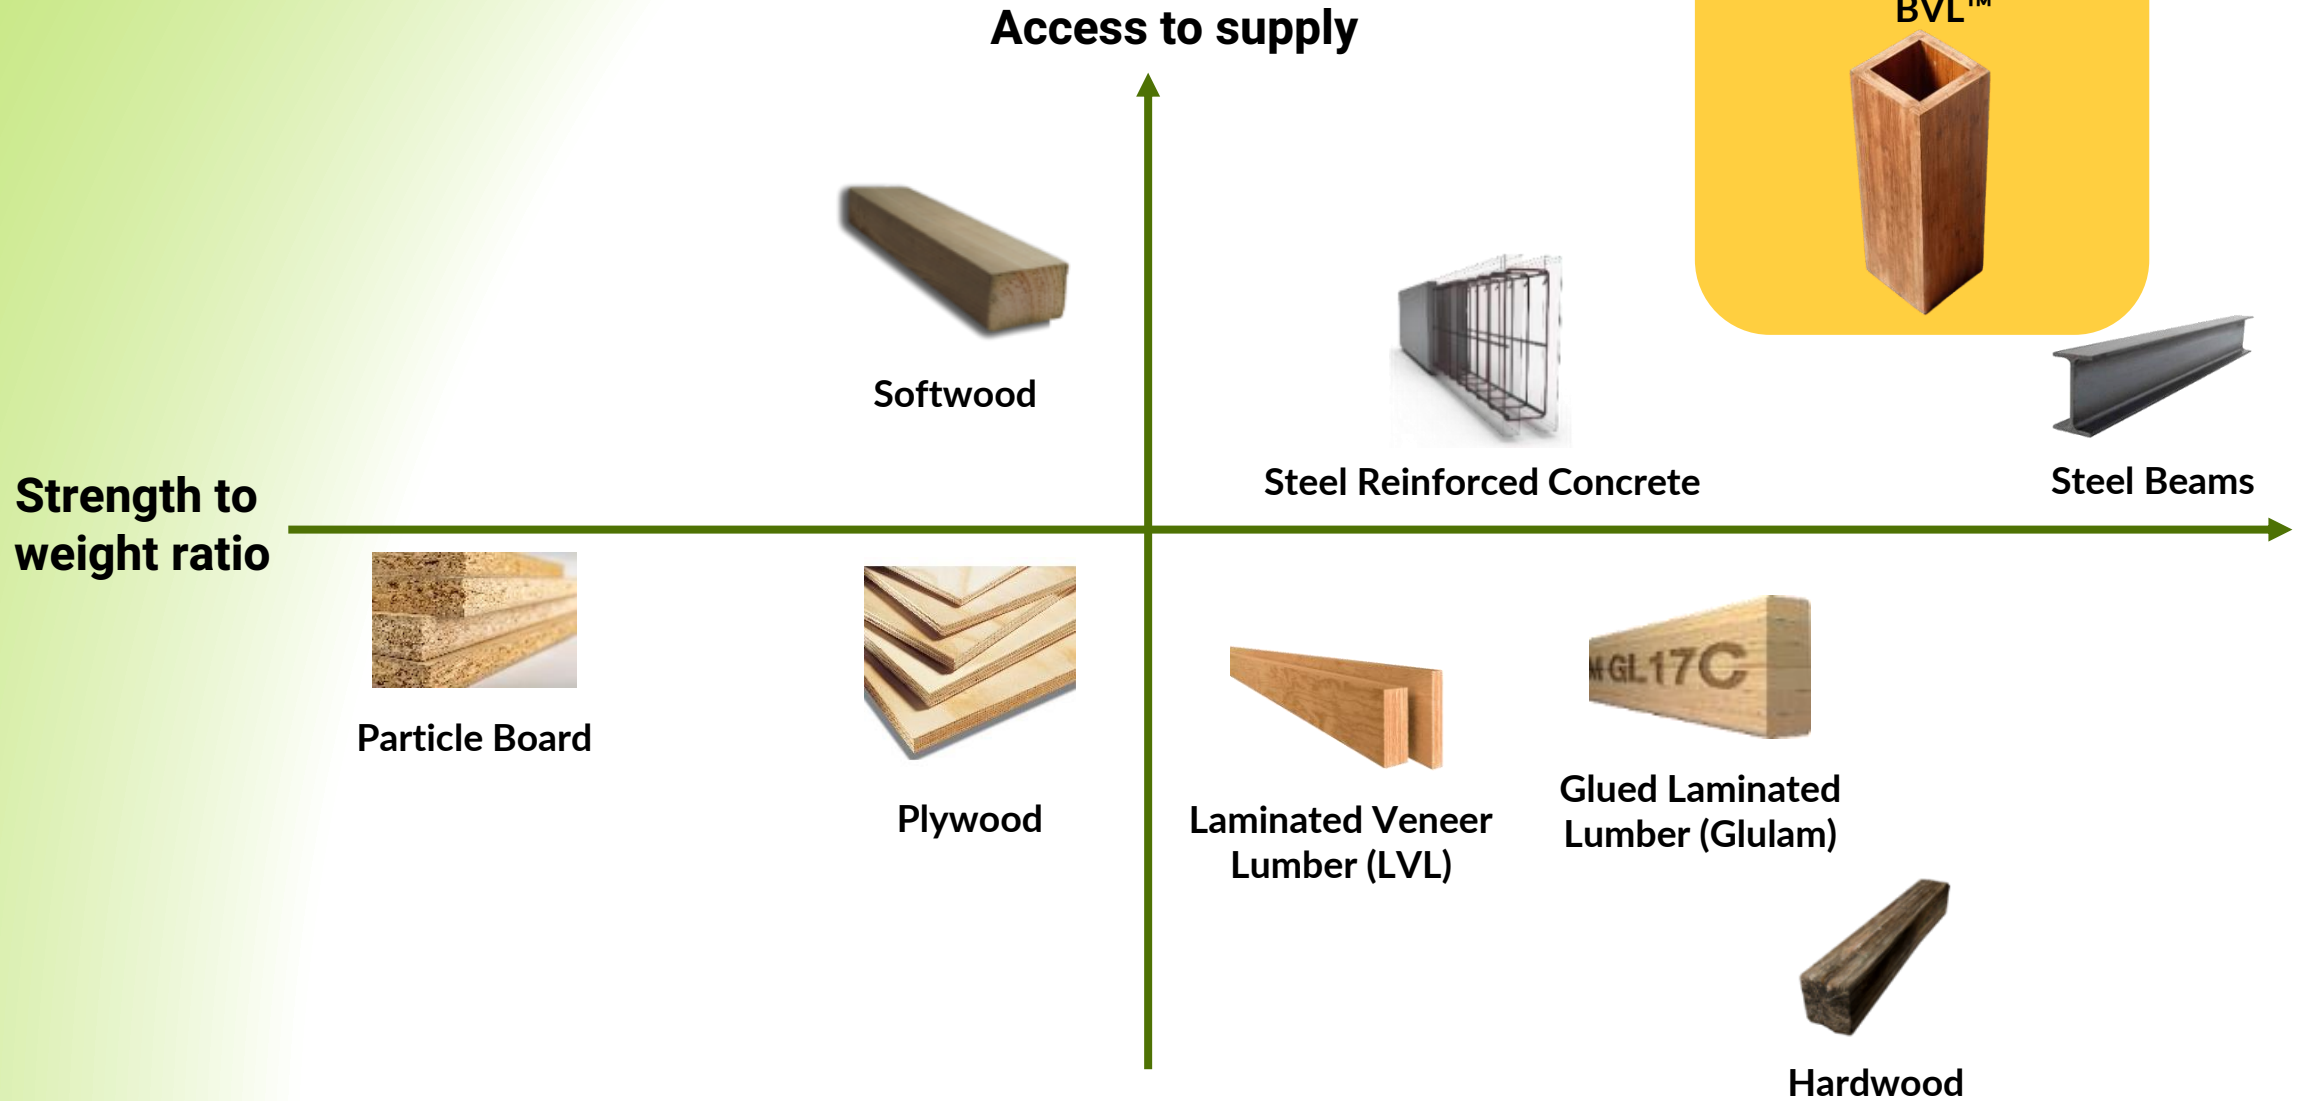 BVL™
Access to supply
Softwood
Steel Reinforced Concrete
Steel Beams
Strength to
weight ratio
M GL17C
Particle Board
Plywood
Laminated Veneer
Lumber (LVL)
Glued Laminated
Lumber (Glulam)
Hardwood